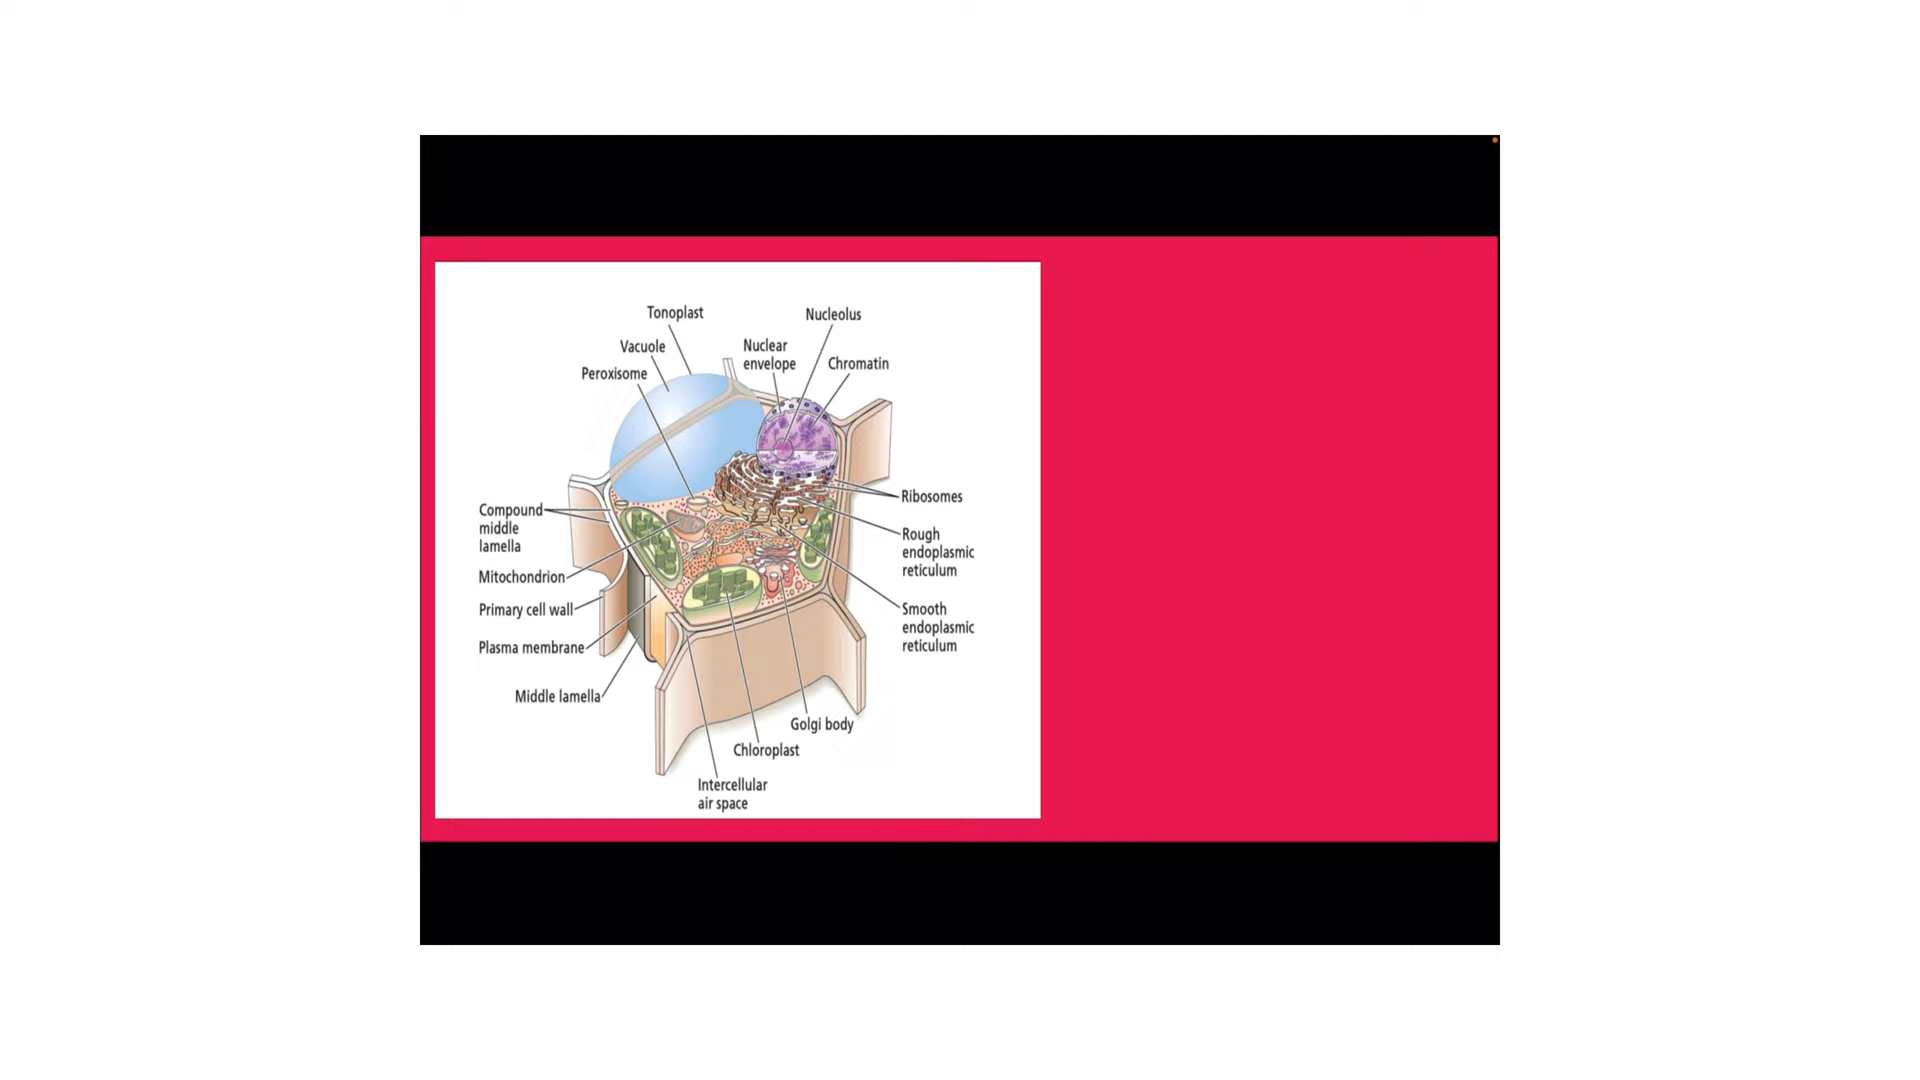 Tonoplast
Nucleolus
Vacuole
Nuclear
envelope
Peroxisome
Chromatin
Ribosomes
Compound
middle
lamella
Rough
endoplasmic
reticulum
Mitochondrion
Primary cell wall
Smooth
endoplasmic
reticulum
Plasma membrane
Middle lamella
Golgi body
Chloroplast
Intercellular
air space